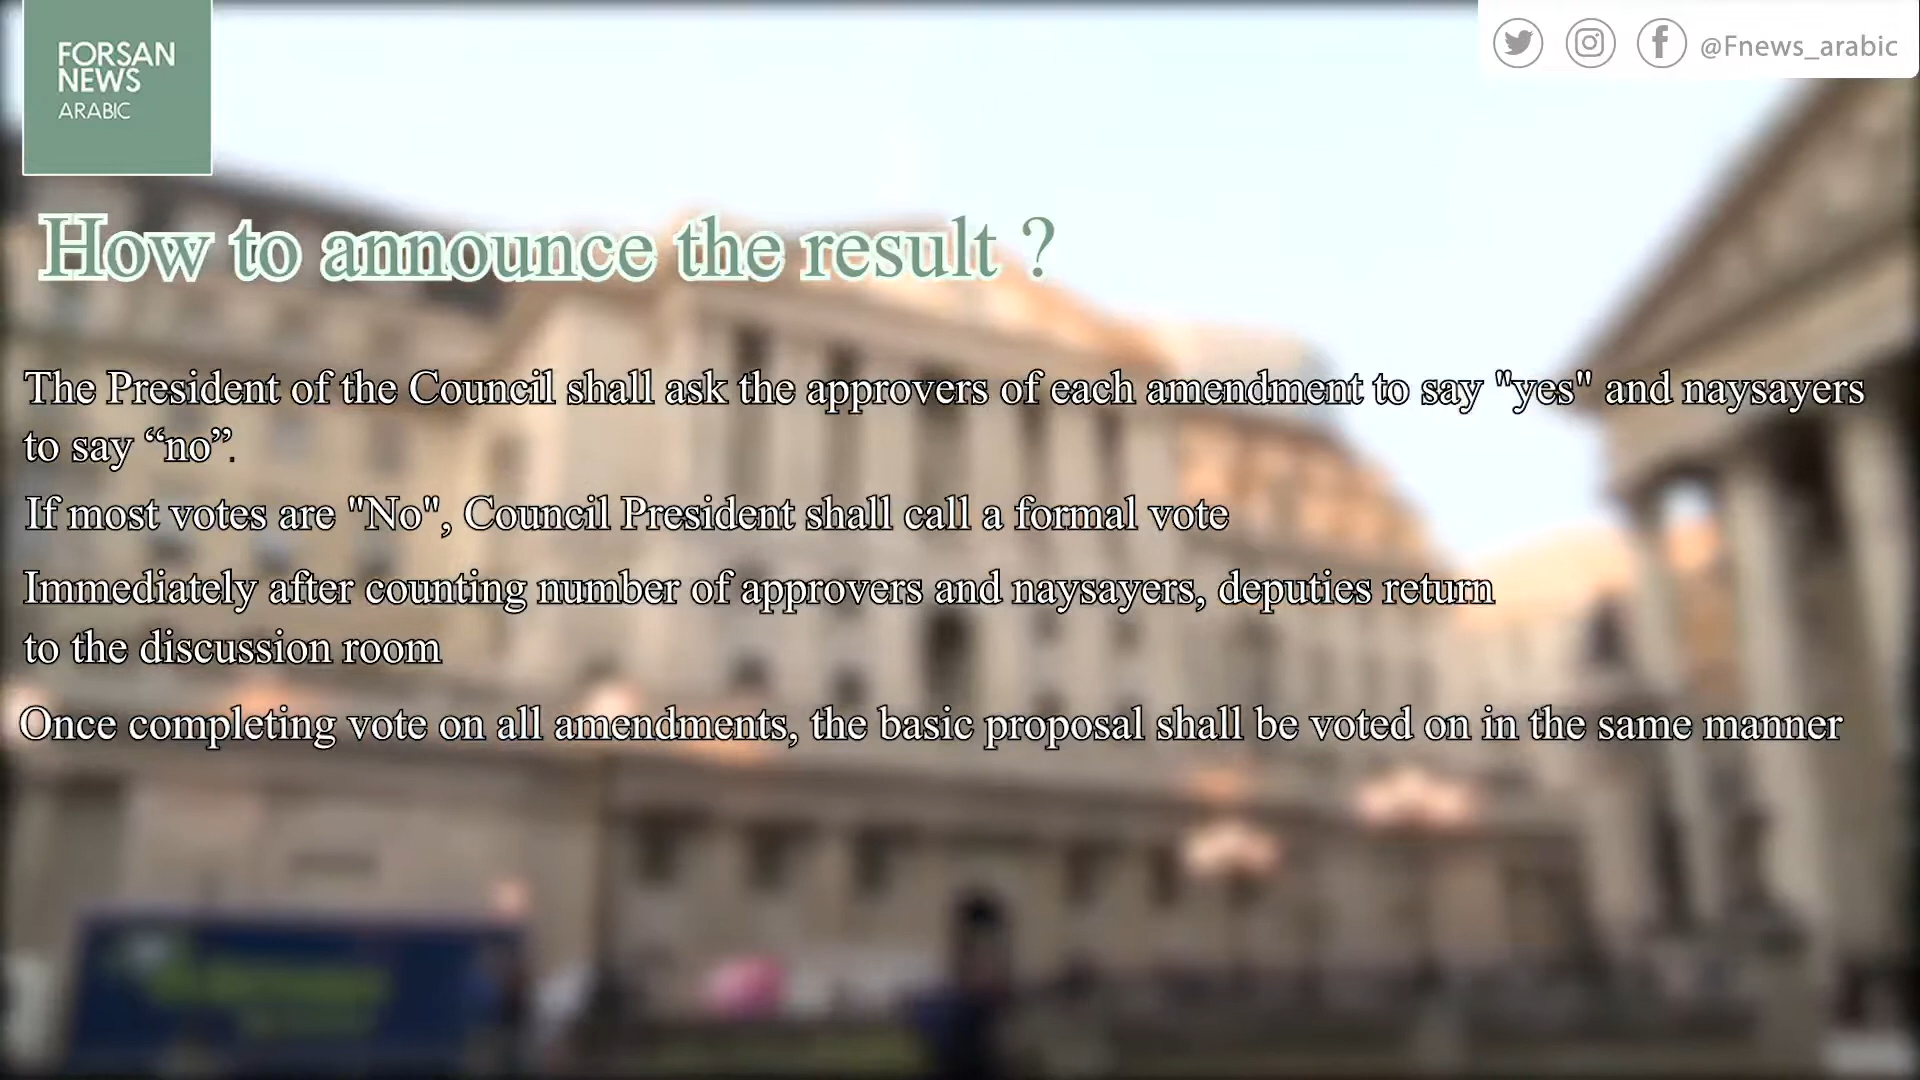 FORSAN
NEWS
ARABIC
@Fnews_arabic
How to announce the result ?
The President of the Council shall ask the approvers of each amendment to say "yes" and naysayers
to say “no”.
If most votes are "No", Council President shall call a formal vote
Immediately after counting number of approvers and naysayers, deputies return
to the discussion room
Once completing vote on all amendments, the basic proposal shall be voted on in the same manner